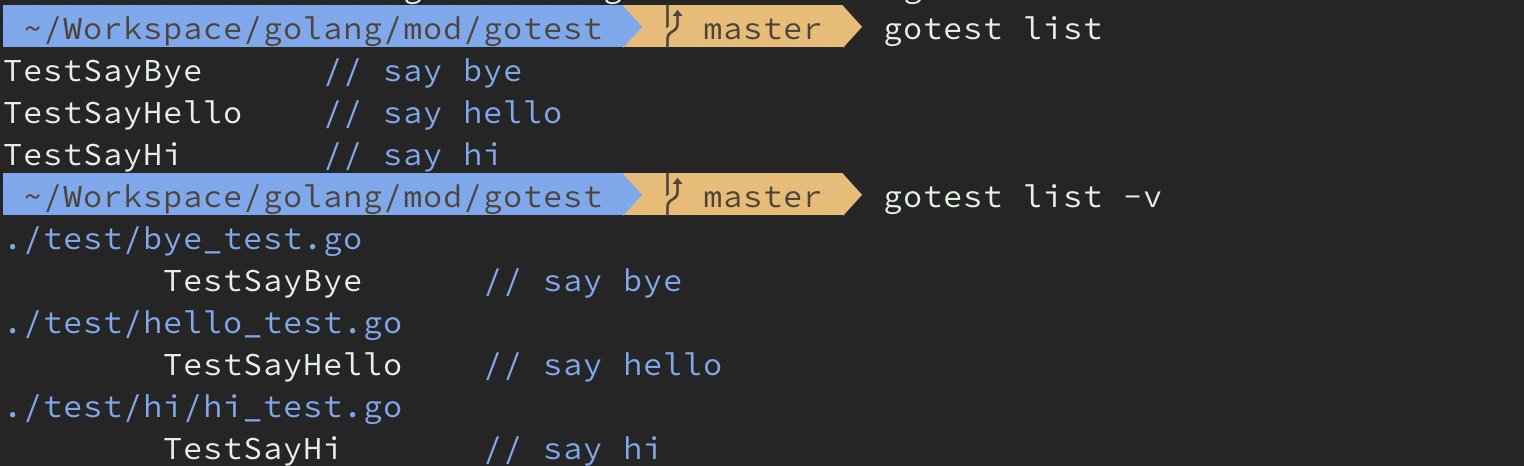 ~/Workspace/golang/mod/gotest master gotest list
TestSayBye // say bye
TestSayHello // say hello
TestSayHi // say hi
~/Workspace/golang/mod/gotest master gotest list -v
./test/bye_test.go
TestSayBye // say bye
./test/hello_test.go
TestSayHello // say hello
./test/hi/hi_test.go
TestSayHi // say hi